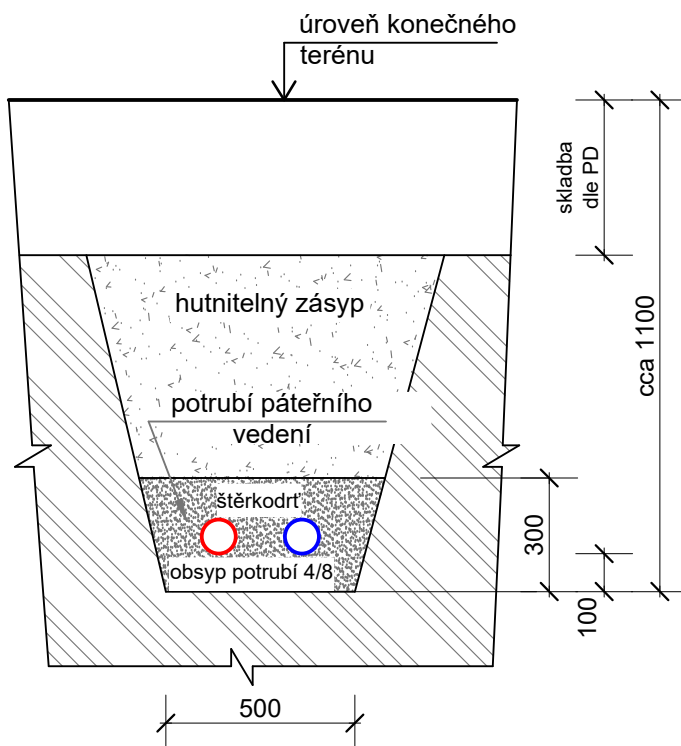 úroveň konečného
terénu
skladba
dle PD
hutnitelný zásyp
cca 1100
potrubí páteřního
vedení
štěrkodrť
300
obsyp potrubí 4/8
100
500